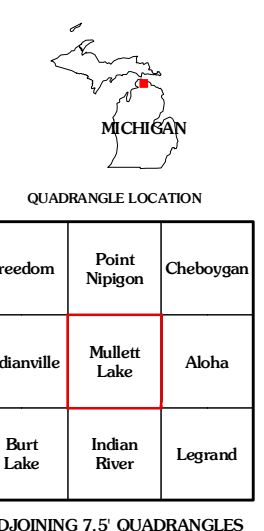 MICHIGAN
QUADRANGLE LOCATION
reedom
Point
Nipigon
Cheboygan
dianville
Mullett
Lake
Aloha
Burt
Lake
Indian
River
Legrand
DJOINING 7.5' QUADRANGLES